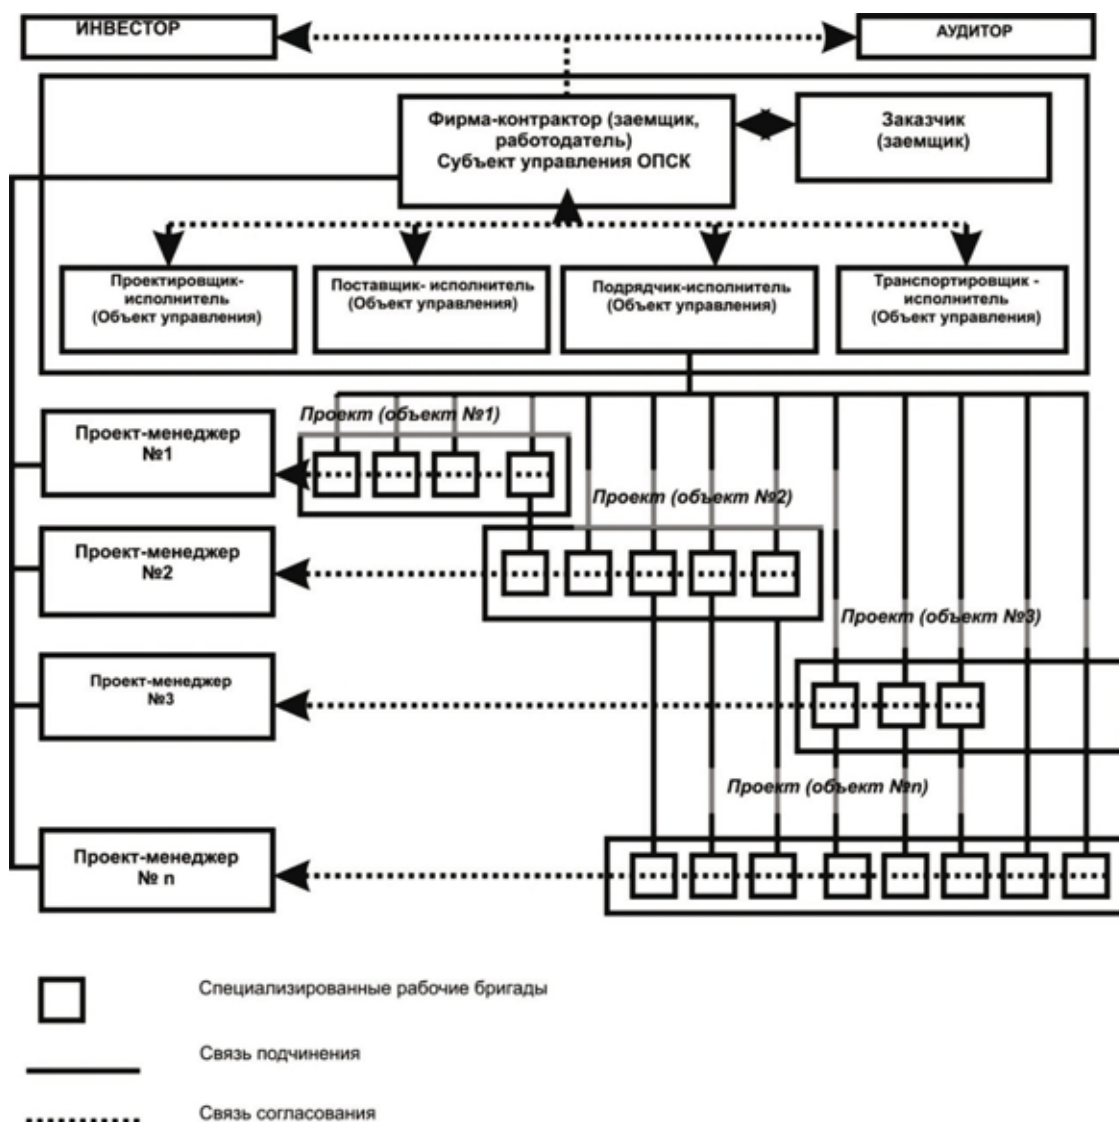 ИНВЕСТОР
АУДИТОР
Фирма-контрактор (заемщик,
работодатель)
Субъект управления ОПСК
Заказчик
(заемщик)
Проектировщик-
исполнитель
(Объект управления)
Поставщик- исполнитель
(Объект управления)
Подрядчик-исполнитель
(Объект управления)
Транспортировщик -
исполнитель
(Объект управления)
Проект (объект №1)
Проект-менеджер
№1
Проект (объект №2)
Проект-менеджер
№2
Проект (объект №3)
Проект-менеджер
№3
Проект (объект №n)
Проект-менеджер
№ n
Специализированные рабочие бригады
Связь подчинения
Связь согласования